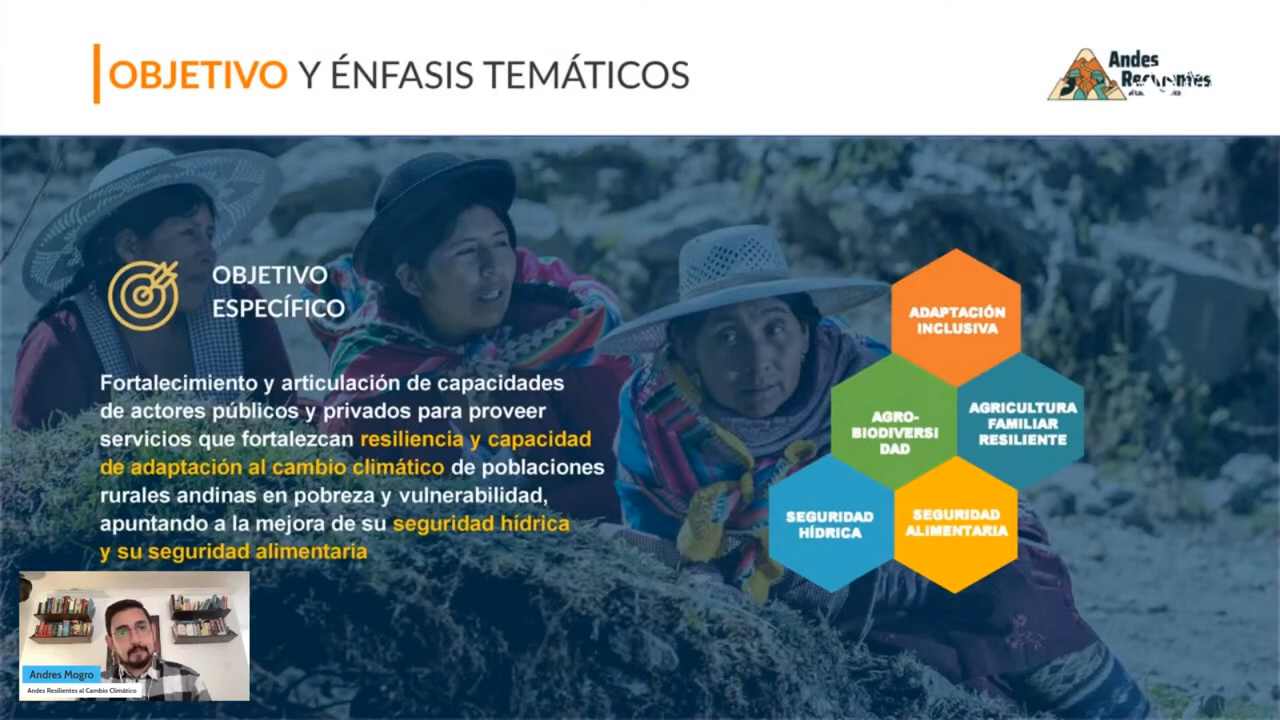 OBJETIVO Y ÉNFASIS TEMÁTICOS
Andes
OBJETIVO
ESPECÍFICO
Fortalecimiento y articulación de capacidades
de actores públicos y privados para proveer
servicios que fortalezcan resiliencia y capacidad
de adaptación al cambio climático de poblaciones
rurales andinas en pobreza y vulnerabilidad,
apuntando a la mejora de su seguridad hídrica
y su seguridad alimentaria
ADAPTACIÓN
INCLUSIVA
AGRO-
BIODIVERSI
DAD
AGRICULTURA
FAMILIAR
RESILIENTE
SEGURIDAD
HÍDRICA
SEGURIDAD
ALIMENTARIA
Andres Mogro
Andes Resilientes al Cambio Climático